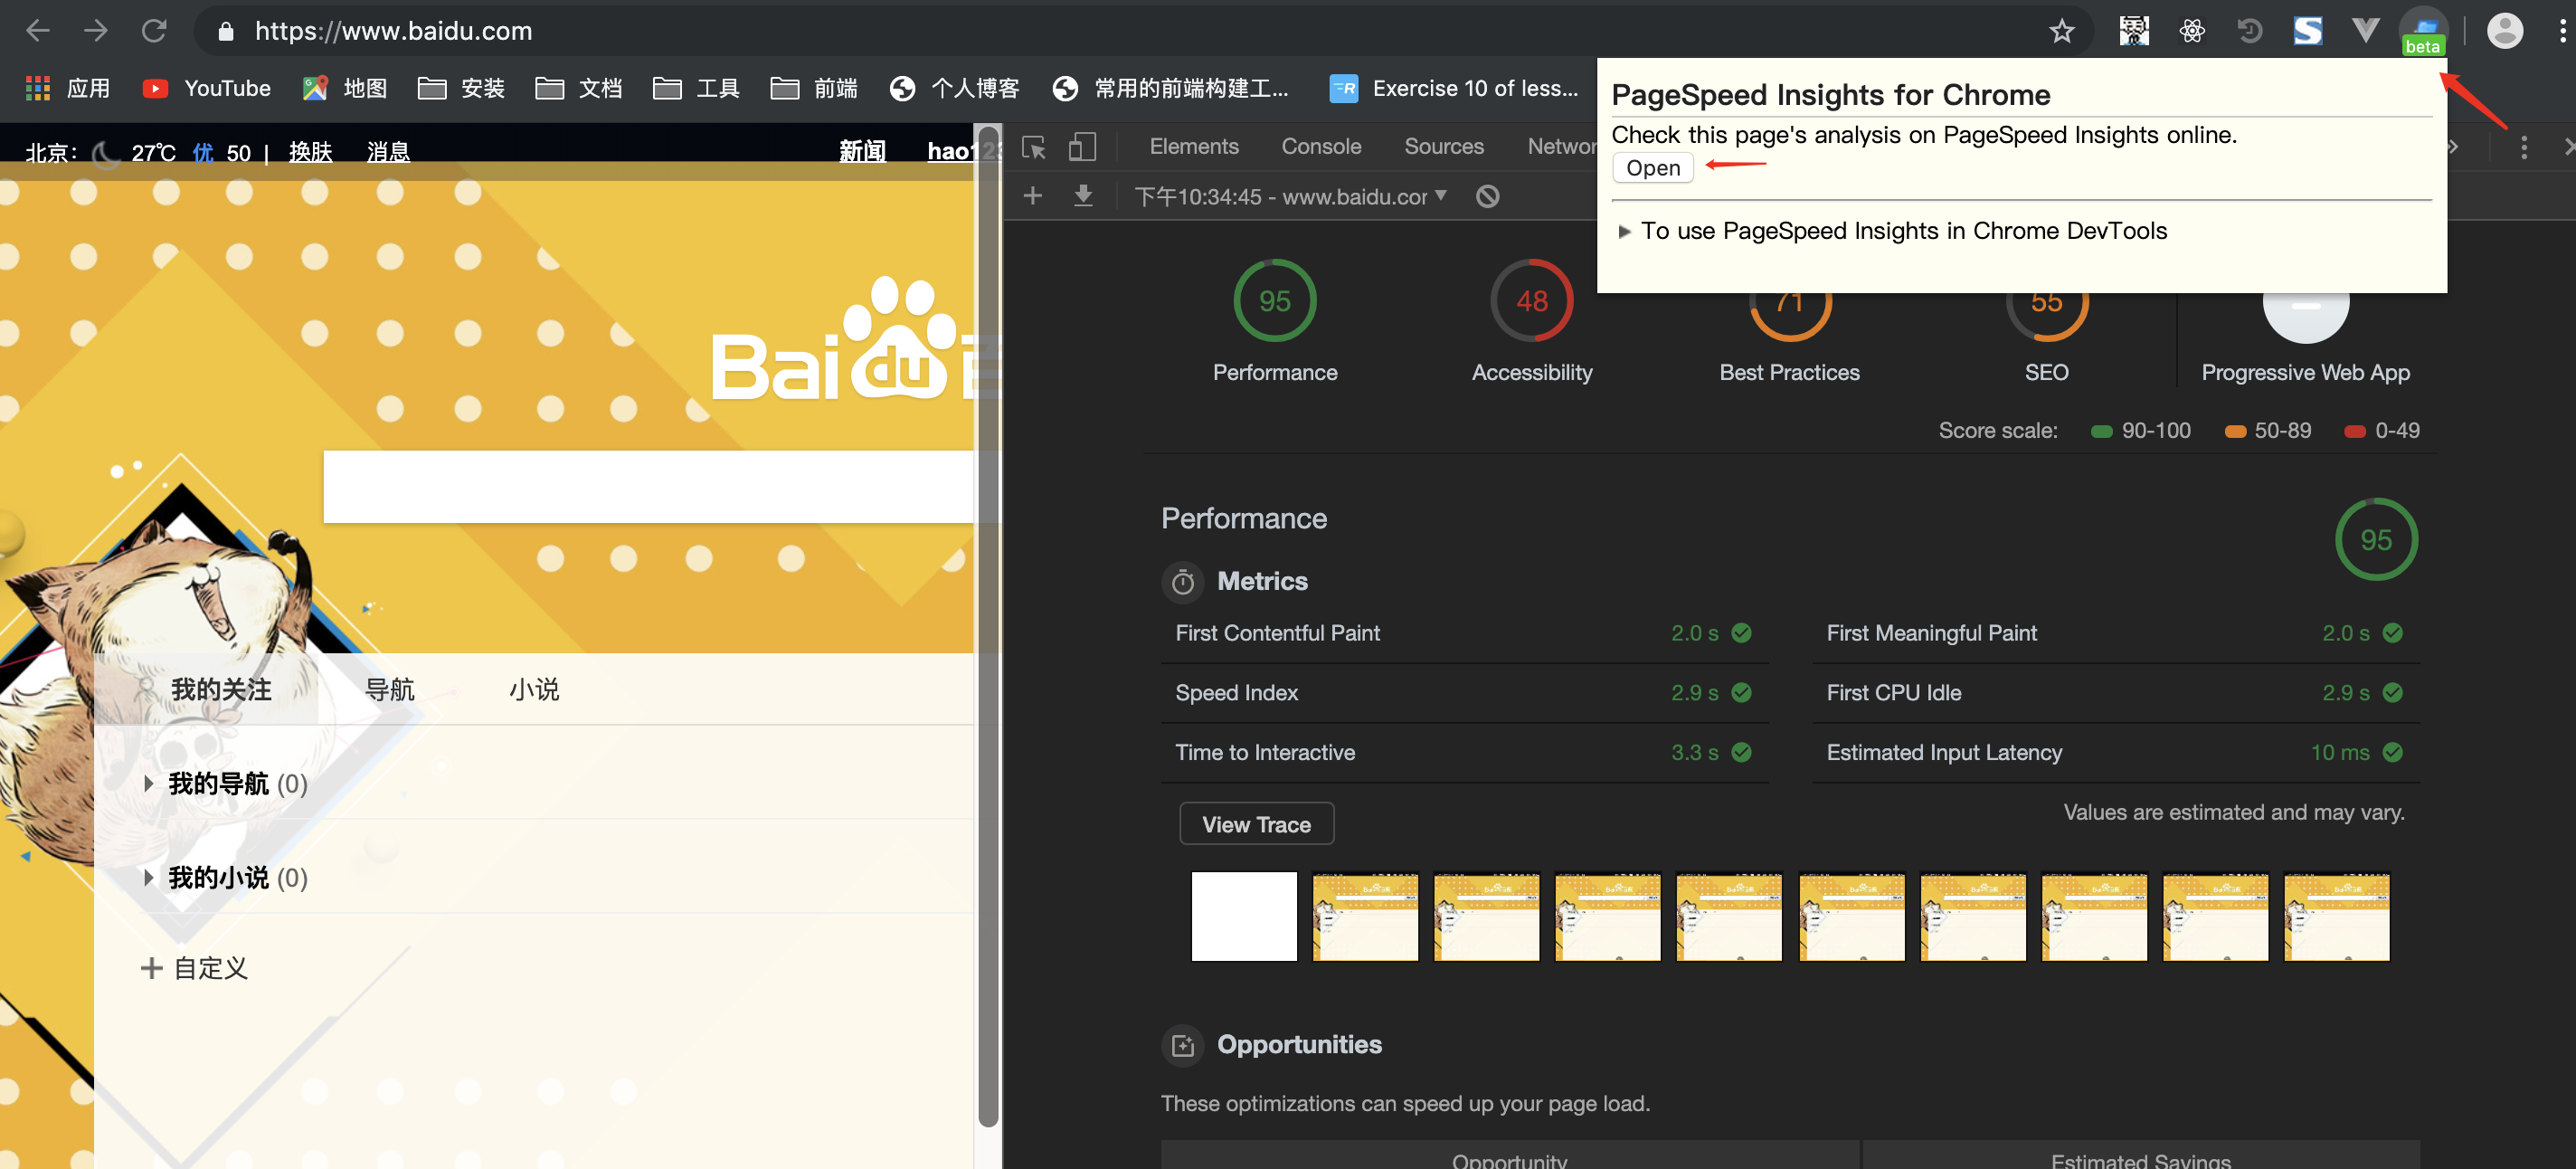 https://www.baidu.com
beta
应用 YouTube 地图 安装 文档 工具 前端 个人博客 常用的前端构建工... Exercise 10 of less...
PageSpeed Insights for Chrome
Check this page's analysis on PageSpeed Insights online.
Open
To use PageSpeed Insights in Chrome DevTools
北京: 27℃ 优 50 | 换肤 消息 新闻 hao123
Bai du
我的关注 导航 小说
我的导航 (0)
我的小说 (0)
自定义
Elements Console Sources
下午10:34:45 - www.baidu.cor
95 48 71 55
Performance Accessibility Best Practices SEO Progressive Web App
Score scale: 90-100 50-89 0-49
Performance 95
Metrics
First Contentful Paint 2.0 s First Meaningful Paint 2.0 s
Speed Index 2.9 s First CPU Idle 2.9 s
Time to Interactive 3.3 s Estimated Input Latency 10 ms
Values are estimated and may vary.
View Trace
Opportunities
These optimizations can speed up your page load.
Opportunity Estimated Savings